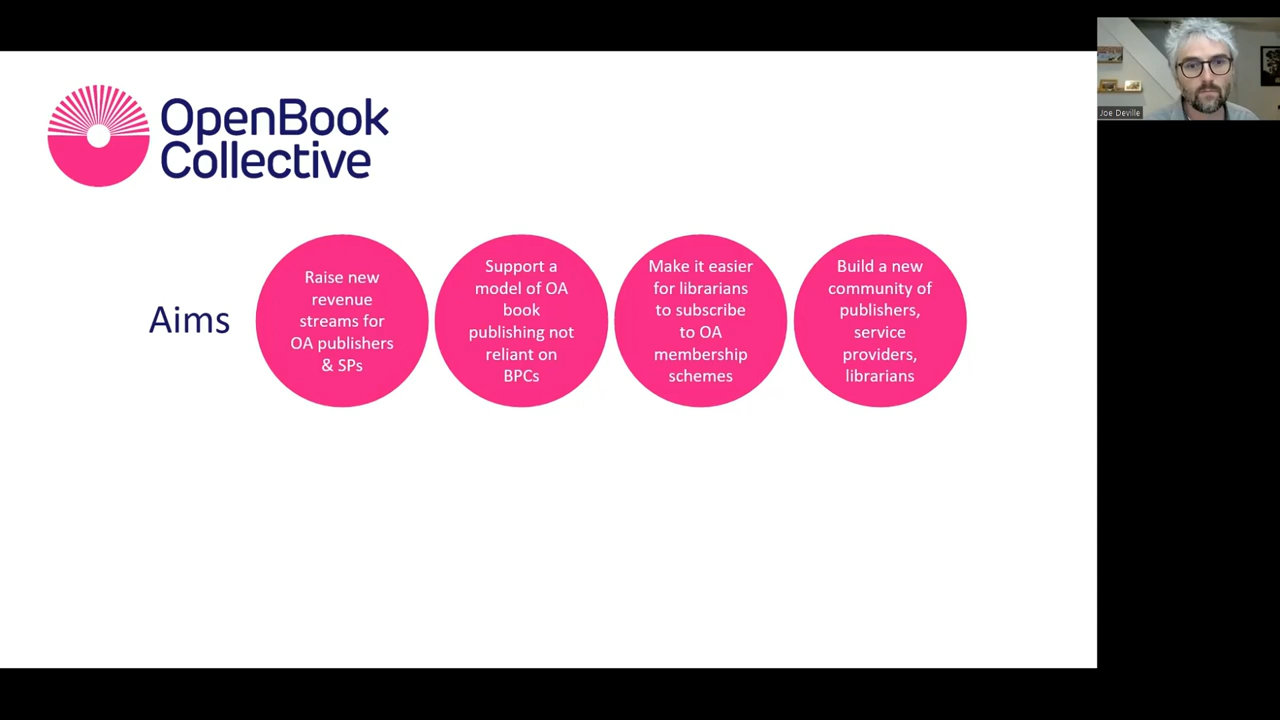 OpenBook
Collective
Joe Deville
Aims
Raise new
revenue
streams for
OA publishers
& SPs
Support a
model of OA
book
publishing not
reliant on
BPCs
Make it easier
for librarians
to subscribe
to OA
membership
schemes
Build a new
community of
publishers,
service
providers,
librarians